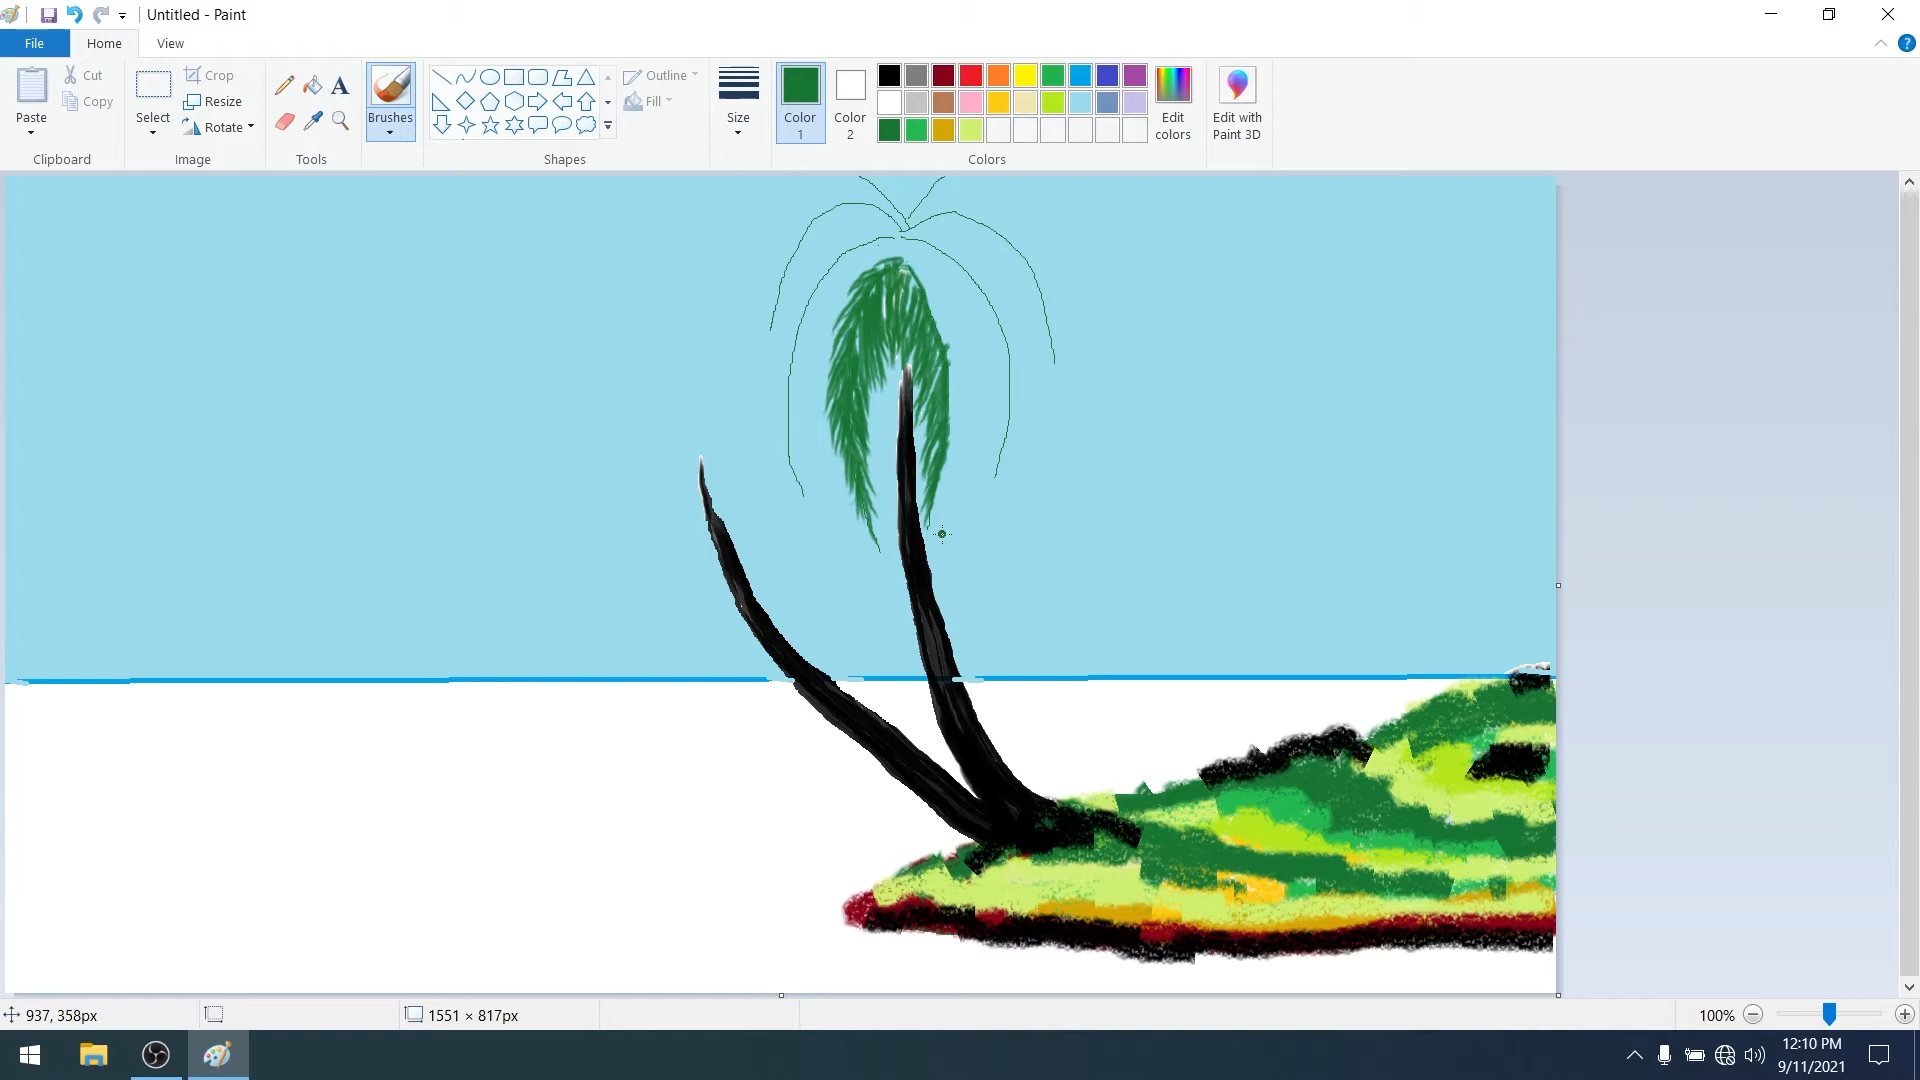 Untitled - Paint
File Home View
Paste
Cut
Copy
Clipboard
Select
Crop
Resize
Rotate
Image
Tools
Brushes
Shapes
Outline
Fill
Size
Color 1
Color 2
Colors
Edit colors
Edit with Paint 3D
937, 358px
1551 × 817px
100%
12:10 PM
9/11/2021